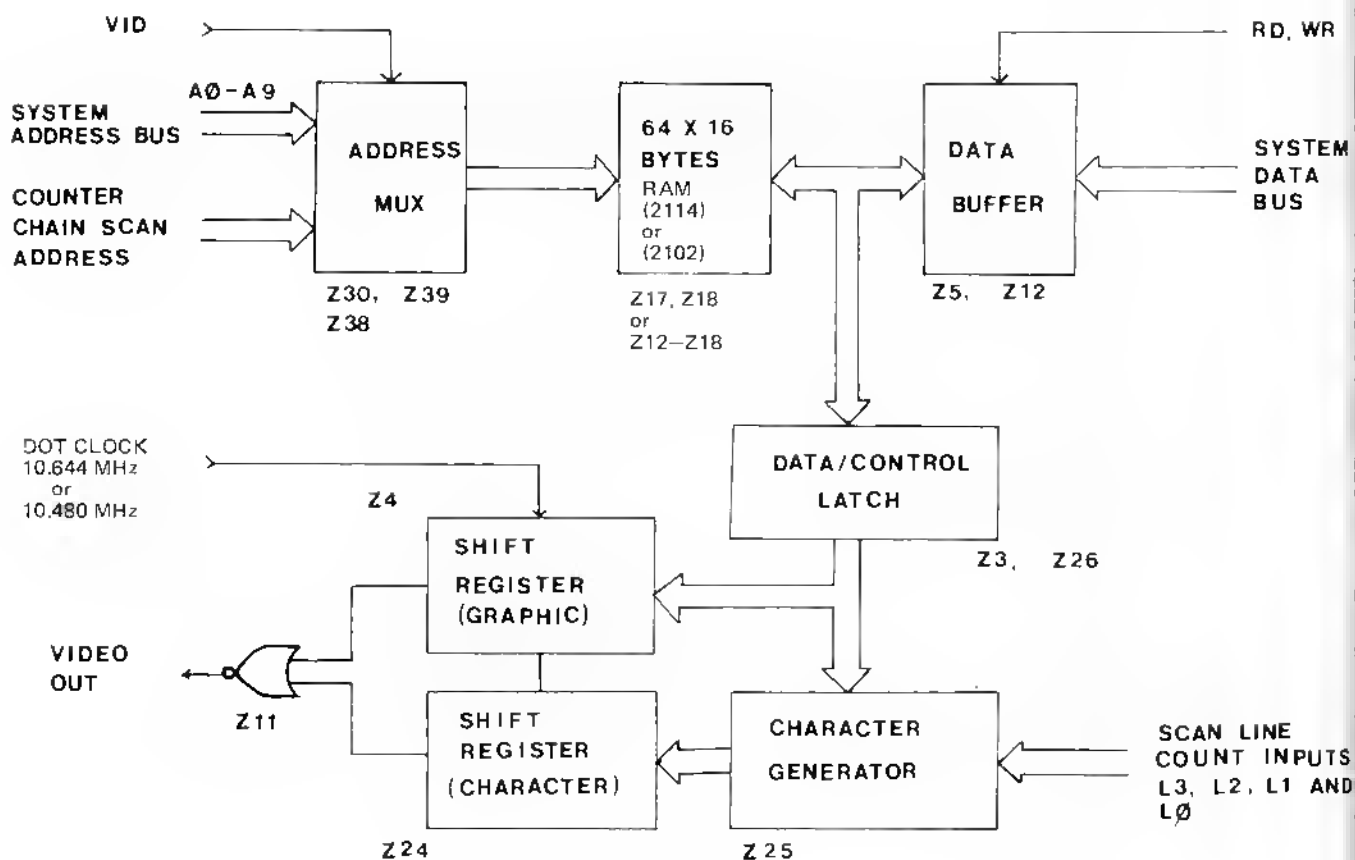 VID
RD, WR
AØ-A9
SYSTEM
ADDRESS BUS
ADDRESS
MUX
64 X 16
BYTES
RAM
(2114)
or
(2102)
DATA
BUFFER
SYSTEM
DATA
BUS
COUNTER
CHAIN SCAN
ADDRESS
Z30, Z39
Z38
Z17, Z18
or
Z12–Z18
Z5, Z12
DOT CLOCK
10.644 MHz
or
10.480 MHz
Z4
DATA/CONTROL
LATCH
Z3, Z26
SHIFT
REGISTER
(GRAPHIC)
VIDEO
OUT
Z11
SHIFT
REGISTER
(CHARACTER)
Z24
CHARACTER
GENERATOR
Z25
SCAN LINE
COUNT INPUTS
L3, L2, L1 AND
LØ